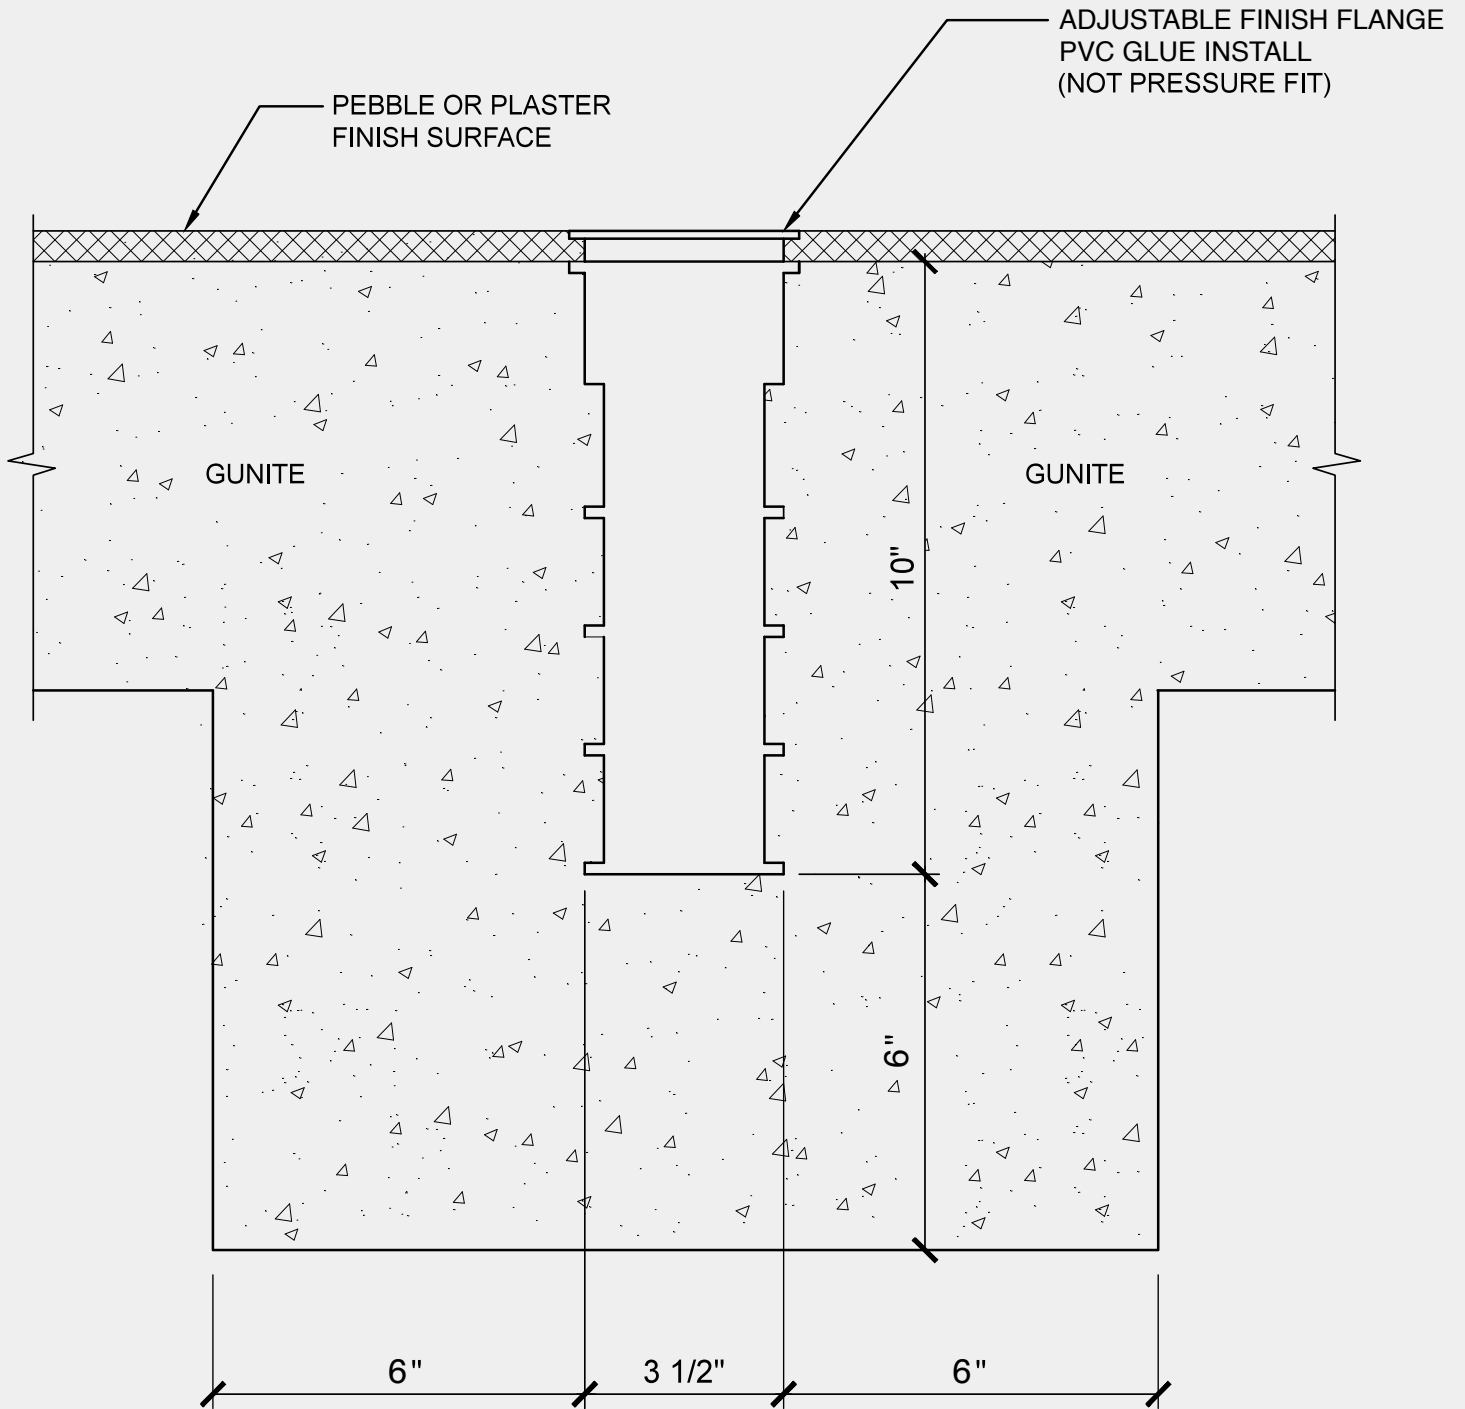 ADJUSTABLE FINISH FLANGE
PVC GLUE INSTALL
(NOT PRESSURE FIT)
PEBBLE OR PLASTER
FINISH SURFACE
GUNITE
GUNITE
10"
6"
6"
3 1/2"
6"